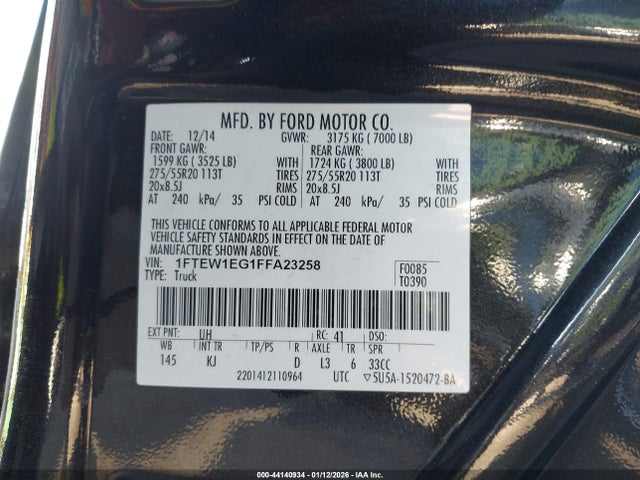 MFD. BY FORD MOTOR CO.
DATE: 12/14 GVWR: 3175 KG ( 7000 LB)
FRONT GAWR: REAR GAWR:
1599 KG ( 3525 LB) WITH 1724 KG ( 3800 LB) WITH
275/55R20 113T TIRES 275/55R20 113T TIRES
20x8.5J RIMS 20x8.5J RIMS
AT 240 kPa/ 35 PSI COLD AT 240 kPa/ 35 PSI COLD
THIS VEHICLE CONFORMS TO ALL APPLICABLE FEDERAL MOTOR
VEHICLE SAFETY STANDARDS IN EFFECT ON THE DATE OF
MANUFACTURE SHOWN ABOVE.
VIN: 1FTEW1EG1FFA23258 F0085
TYPE: Truck T0390
EXT PNT: UH RC: 41 DSO:
WB INT TR TP/PS R AXLE TR SPR
145 KJ D L3 6 33CC
2201412110964 UTC ▽5U5A-1520472-BA
000-44140934 - 01/12/2026 - IAA Inc.